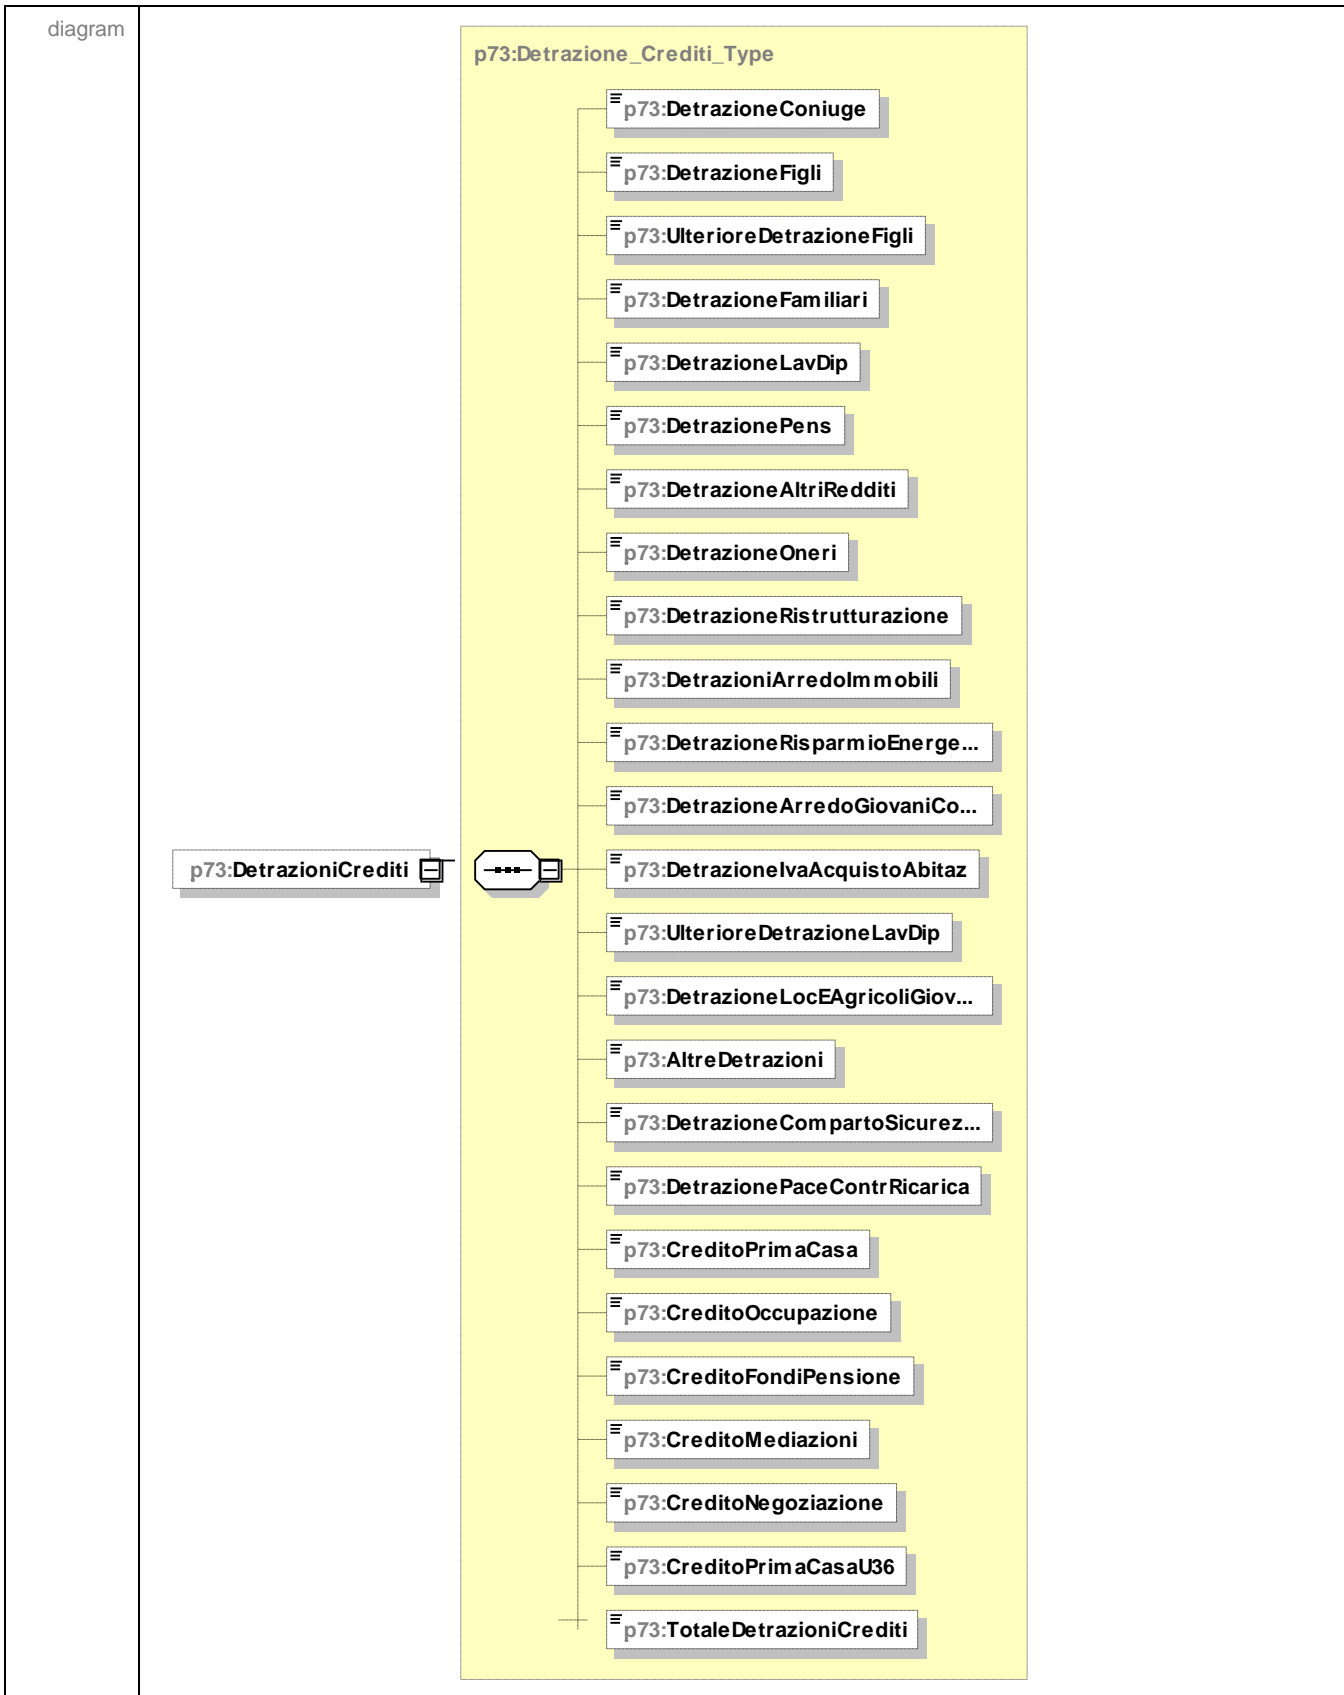 diagram
p73:Detrazione_Crediti_Type
p73:DetrazioneConiuge
p73:DetrazioneFigli
p73:UlterioreDetrazioneFigli
p73:DetrazioneFamiliari
p73:DetrazioneLavDip
p73:DetrazionePens
p73:DetrazioneAltriRedditi
p73:DetrazioneOneri
p73:DetrazioneRistrutturazione
p73:DetrazioniArredoImmobili
p73:DetrazioneRisparmioEnerge...
p73:DetrazioneArredoGiovaniCo...
p73:DetrazioniCrediti
p73:DetrazioneIvaAcquistoAbitaz
p73:UlterioreDetrazioneLavDip
p73:DetrazioneLocEAgricoliGiov...
p73:AltreDetrazioni
p73:DetrazioneCompartoSicurez...
p73:DetrazionePaceContrRicarica
p73:CreditoPrimaCasa
p73:CreditoOccupazione
p73:CreditoFondiPensione
p73:CreditoMediazioni
p73:CreditoNegoziazione
p73:CreditoPrimaCasaU36
p73:TotaleDetrazioniCrediti